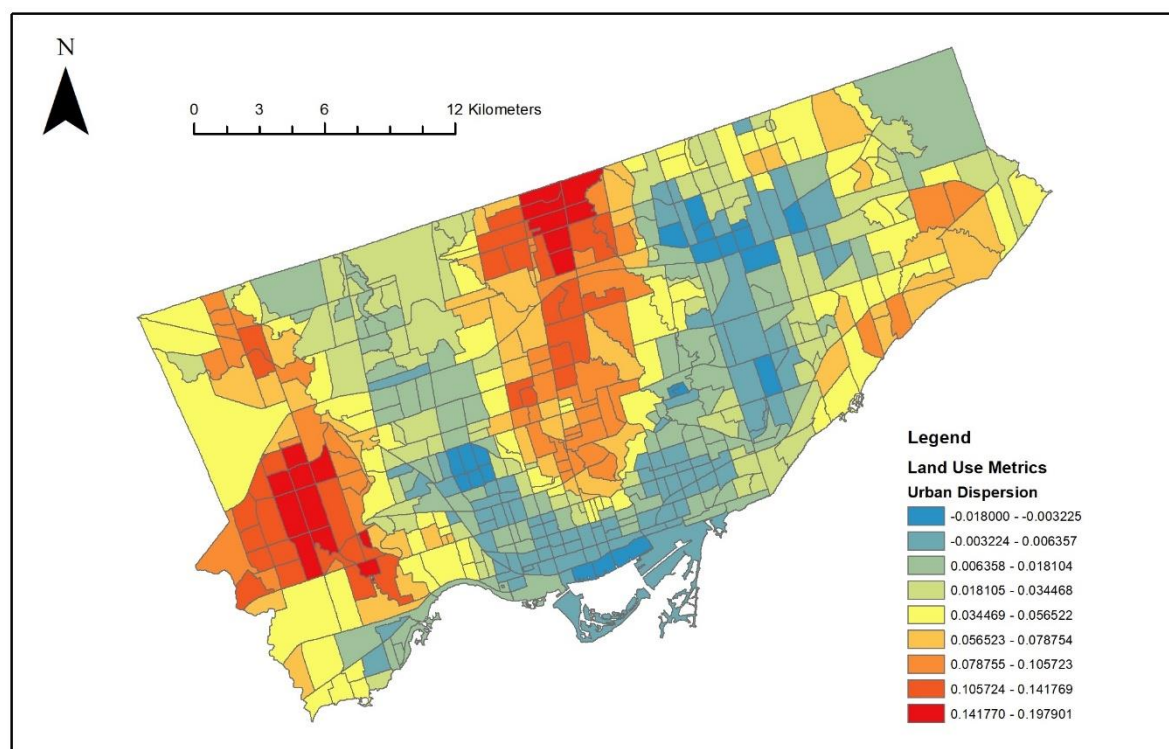 N
0 3 6 12 Kilometers
Legend
Land Use Metrics
Urban Dispersion
-0.018000 - -0.003225
-0.003224 - 0.006357
0.006358 - 0.018104
0.018105 - 0.034468
0.034469 - 0.056522
0.056523 - 0.078754
0.078755 - 0.105723
0.105724 - 0.141769
0.141770 - 0.197901